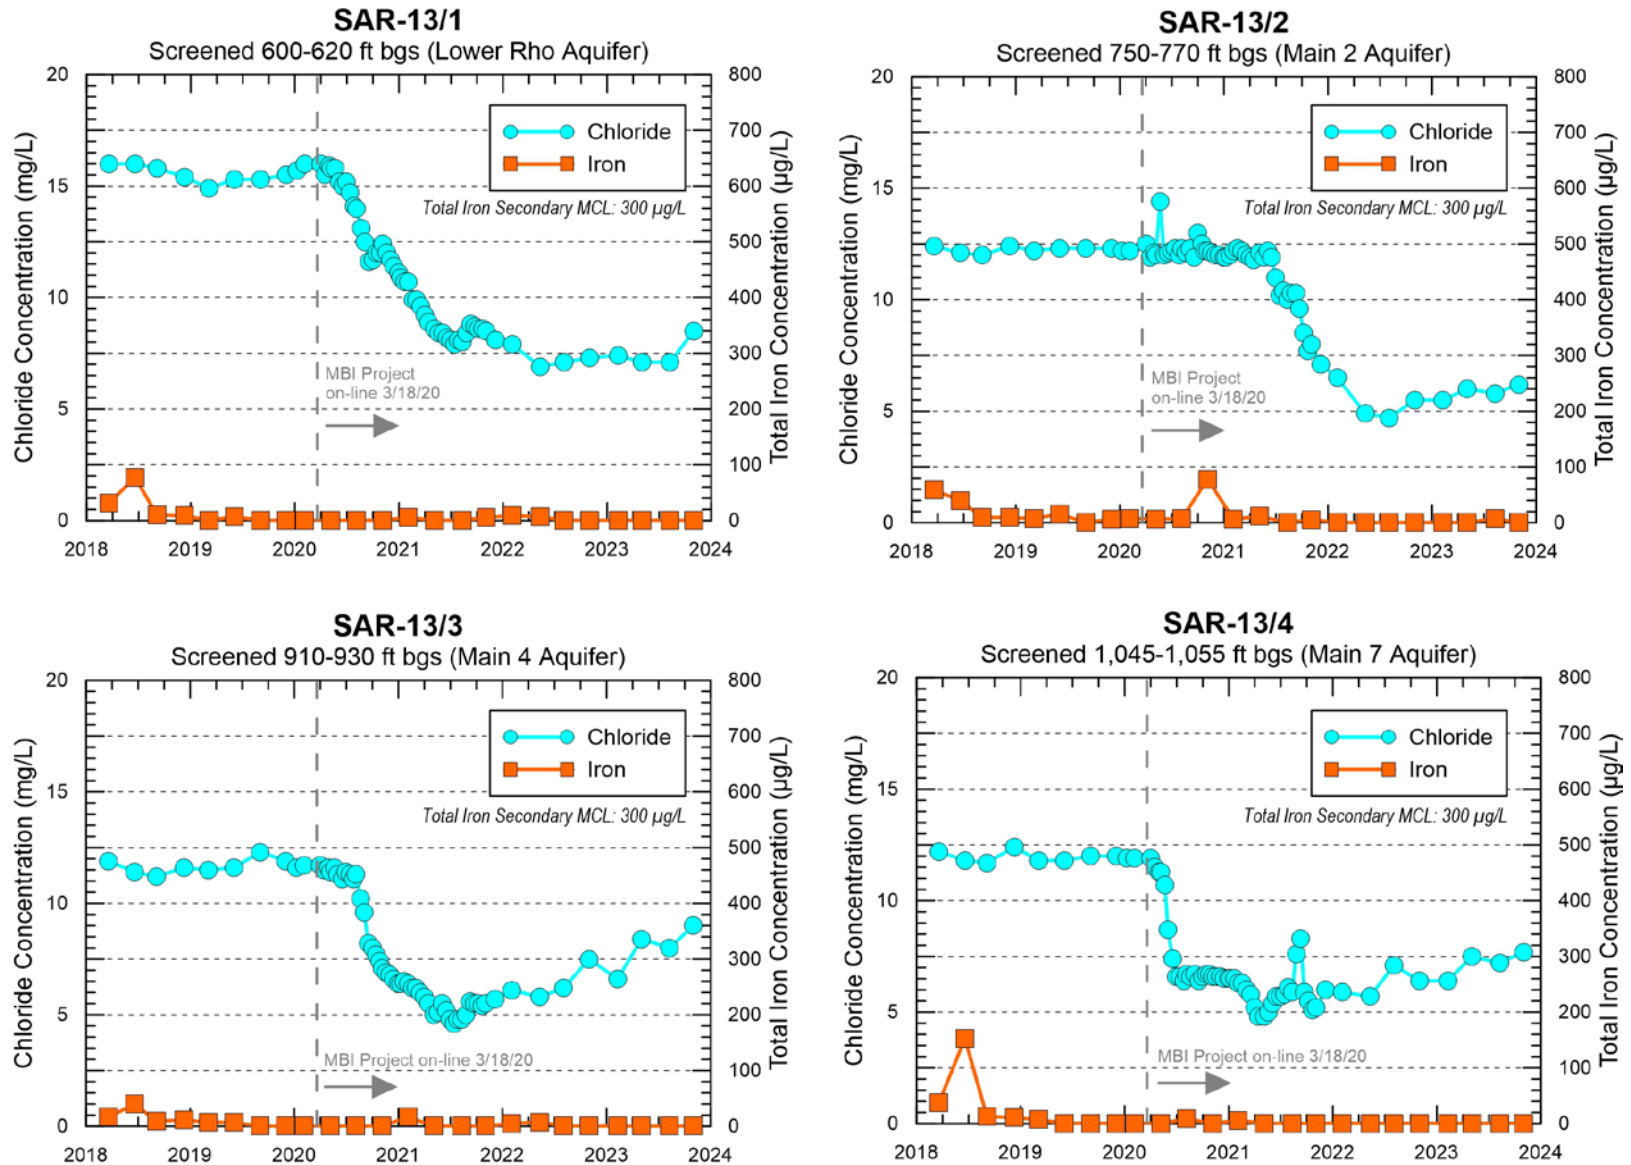 SAR-13/1
Screened 600-620 ft bgs (Lower Rho Aquifer)
20
15
10
5
0
Chloride Concentration (mg/L)
800
700
600
500
400
300
200
100
0
Total Iron Concentration (µg/L)
Chloride
Iron
Total Iron Secondary MCL: 300 µg/L
MBI Project
on-line 3/18/20
2018 2019 2020 2021 2022 2023 2024
SAR-13/2
Screened 750-770 ft bgs (Main 2 Aquifer)
20
15
10
5
0
Chloride Concentration (mg/L)
800
700
600
500
400
300
200
100
0
Total Iron Concentration (µg/L)
Chloride
Iron
Total Iron Secondary MCL: 300 µg/L
MBI Project
on-line 3/18/20
2018 2019 2020 2021 2022 2023 2024
SAR-13/3
Screened 910-930 ft bgs (Main 4 Aquifer)
20
15
10
5
0
Chloride Concentration (mg/L)
800
700
600
500
400
300
200
100
0
Total Iron Concentration (µg/L)
Chloride
Iron
Total Iron Secondary MCL: 300 µg/L
MBI Project on-line 3/18/20
2018 2019 2020 2021 2022 2023 2024
SAR-13/4
Screened 1,045-1,055 ft bgs (Main 7 Aquifer)
20
15
10
5
0
Chloride Concentration (mg/L)
800
700
600
500
400
300
200
100
0
Total Iron Concentration (µg/L)
Chloride
Iron
Total Iron Secondary MCL: 300 µg/L
MBI Project on-line 3/18/20
2018 2019 2020 2021 2022 2023 2024